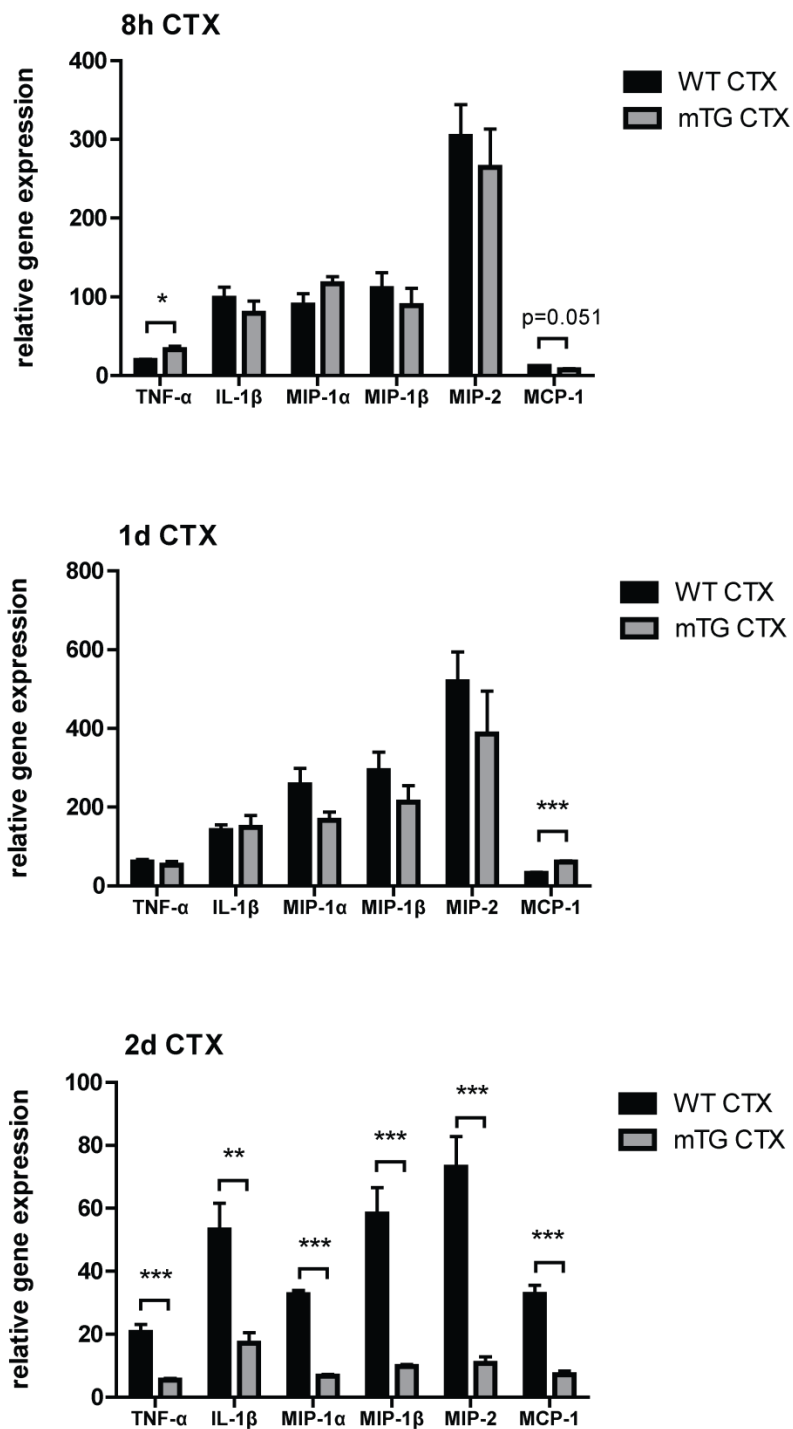 8h CTX
relative gene expression
400
300
200
100
0
*
p=0.051
TNF-α IL-1β MIP-1α MIP-1β MIP-2 MCP-1
WT CTX
mTG CTX
1d CTX
relative gene expression
800
600
400
200
0
***
TNF-α IL-1β MIP-1α MIP-1β MIP-2 MCP-1
WT CTX
mTG CTX
2d CTX
relative gene expression
100
80
60
40
20
0
*** ** *** *** *** ***
TNF-α IL-1β MIP-1α MIP-1β MIP-2 MCP-1
WT CTX
mTG CTX